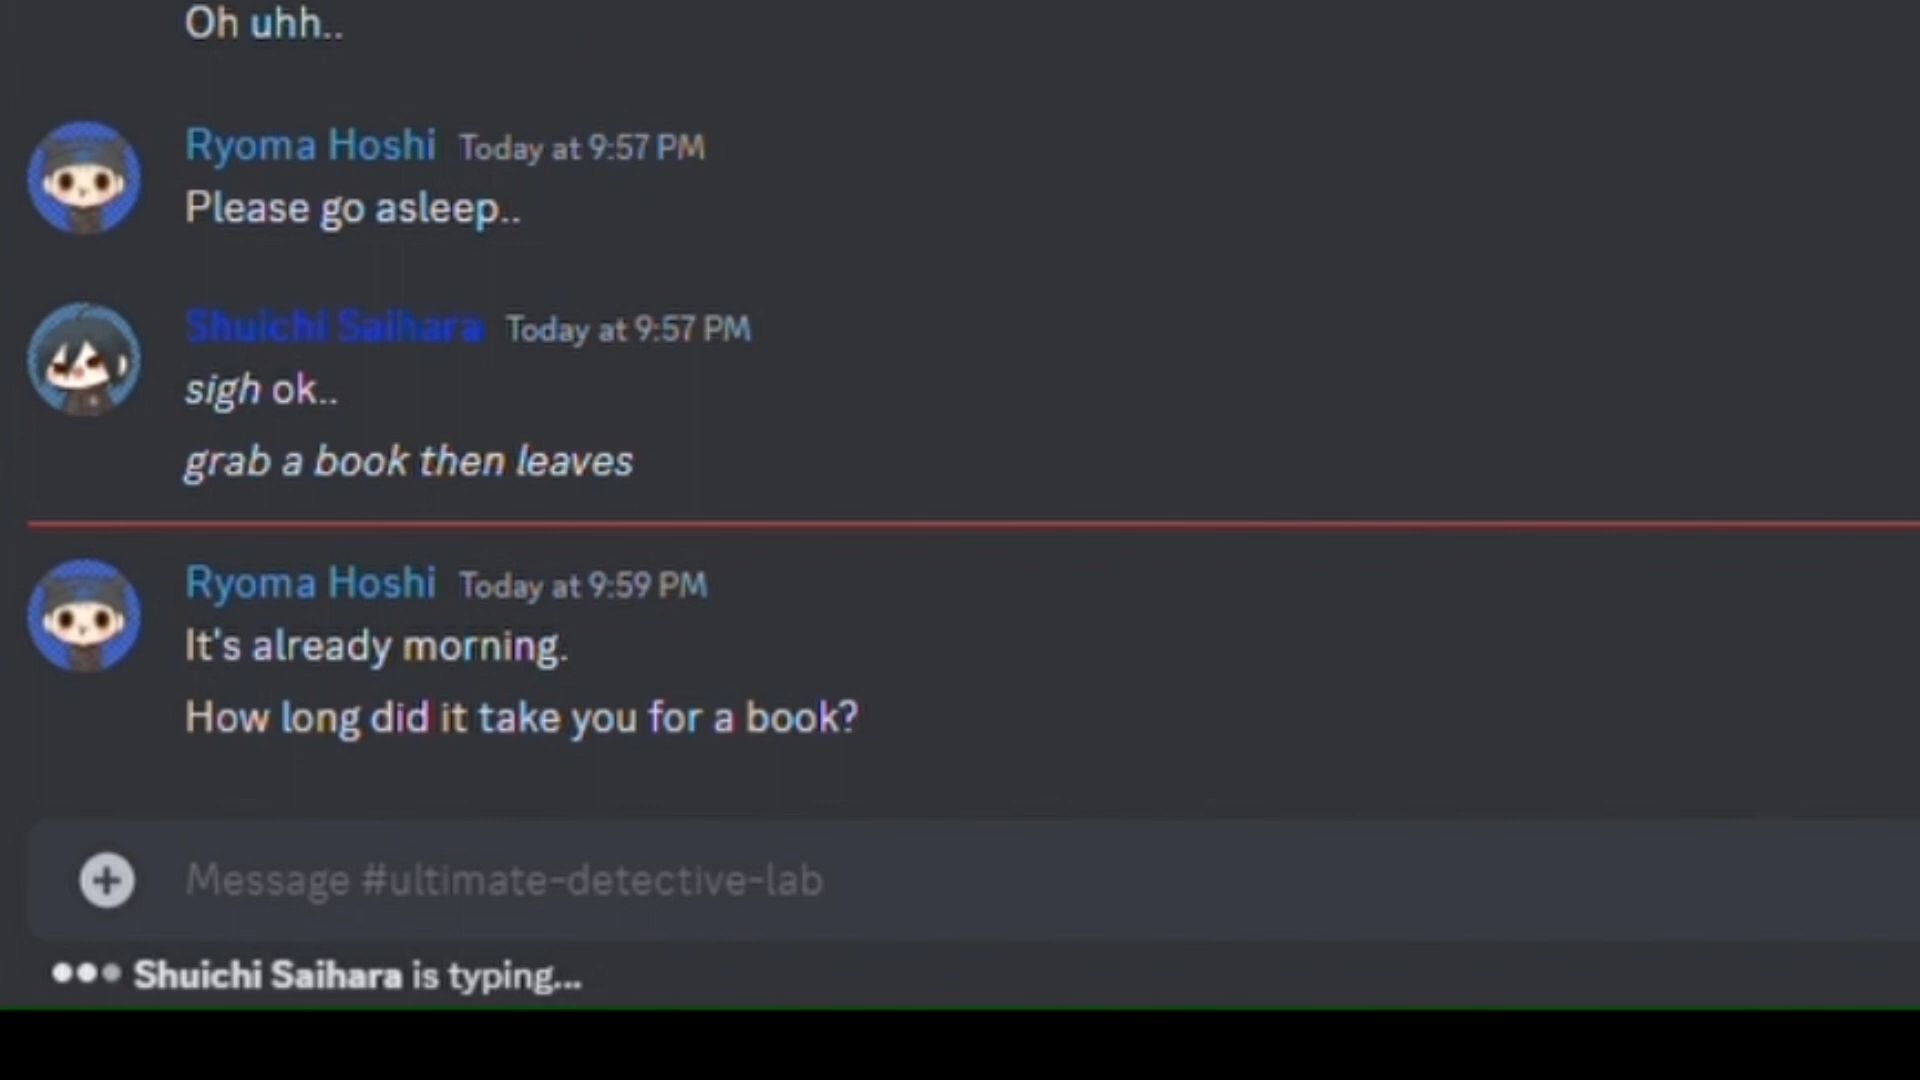 Oh uhh..
Ryoma Hoshi Today at 9:57 PM
Please go asleep..
Shuichi Saihara Today at 9:57 PM
sigh ok..
grab a book then leaves
Ryoma Hoshi Today at 9:59 PM
It's already morning.
How long did it take you for a book?
Message #ultimate-detective-lab
Shuichi Saihara is typing...